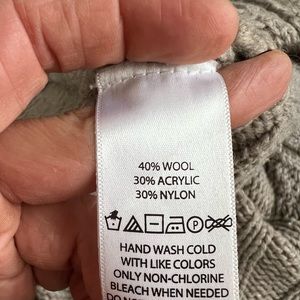 40% WOOL
30% ACRYLIC
30% NYLON
HAND WASH COLD
WITH LIKE COLORS
ONLY NON-CHLORINE
BLEACH WHEN NEEDED